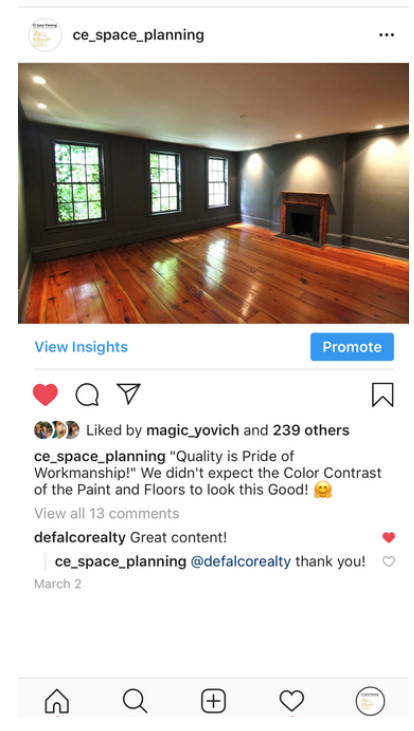 ce_space_planning
View Insights
Promote
Liked by magic_yovich and 239 others
ce_space_planning "Quality is Pride of
Workmanship!" We didn't expect the Color Contrast
of the Paint and Floors to look this Good! 🤗
View all 13 comments
defalcorealty Great content!
ce_space_planning @defalcorealty thank you!
March 2